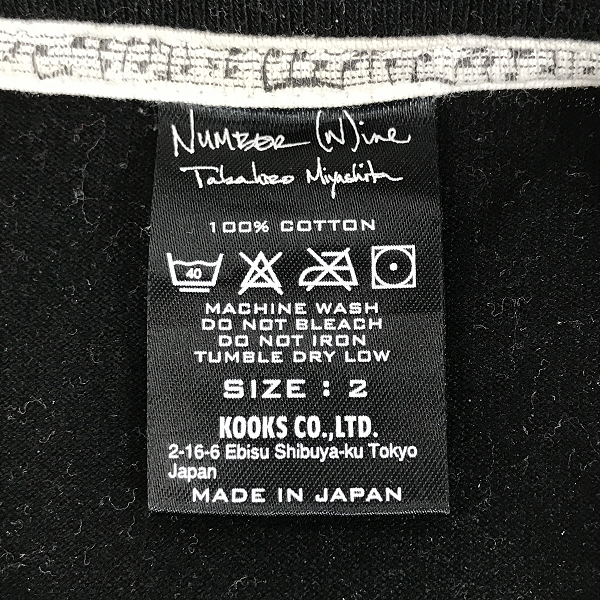 NUMBER (N)ine
Takahiro Miyashita
100% COTTON
40
MACHINE WASH
DO NOT BLEACH
DO NOT IRON
TUMBLE DRY LOW
SIZE : 2
KOOKS CO.,LTD.
2-16-6 Ebisu Shibuya-ku Tokyo
Japan
MADE IN JAPAN